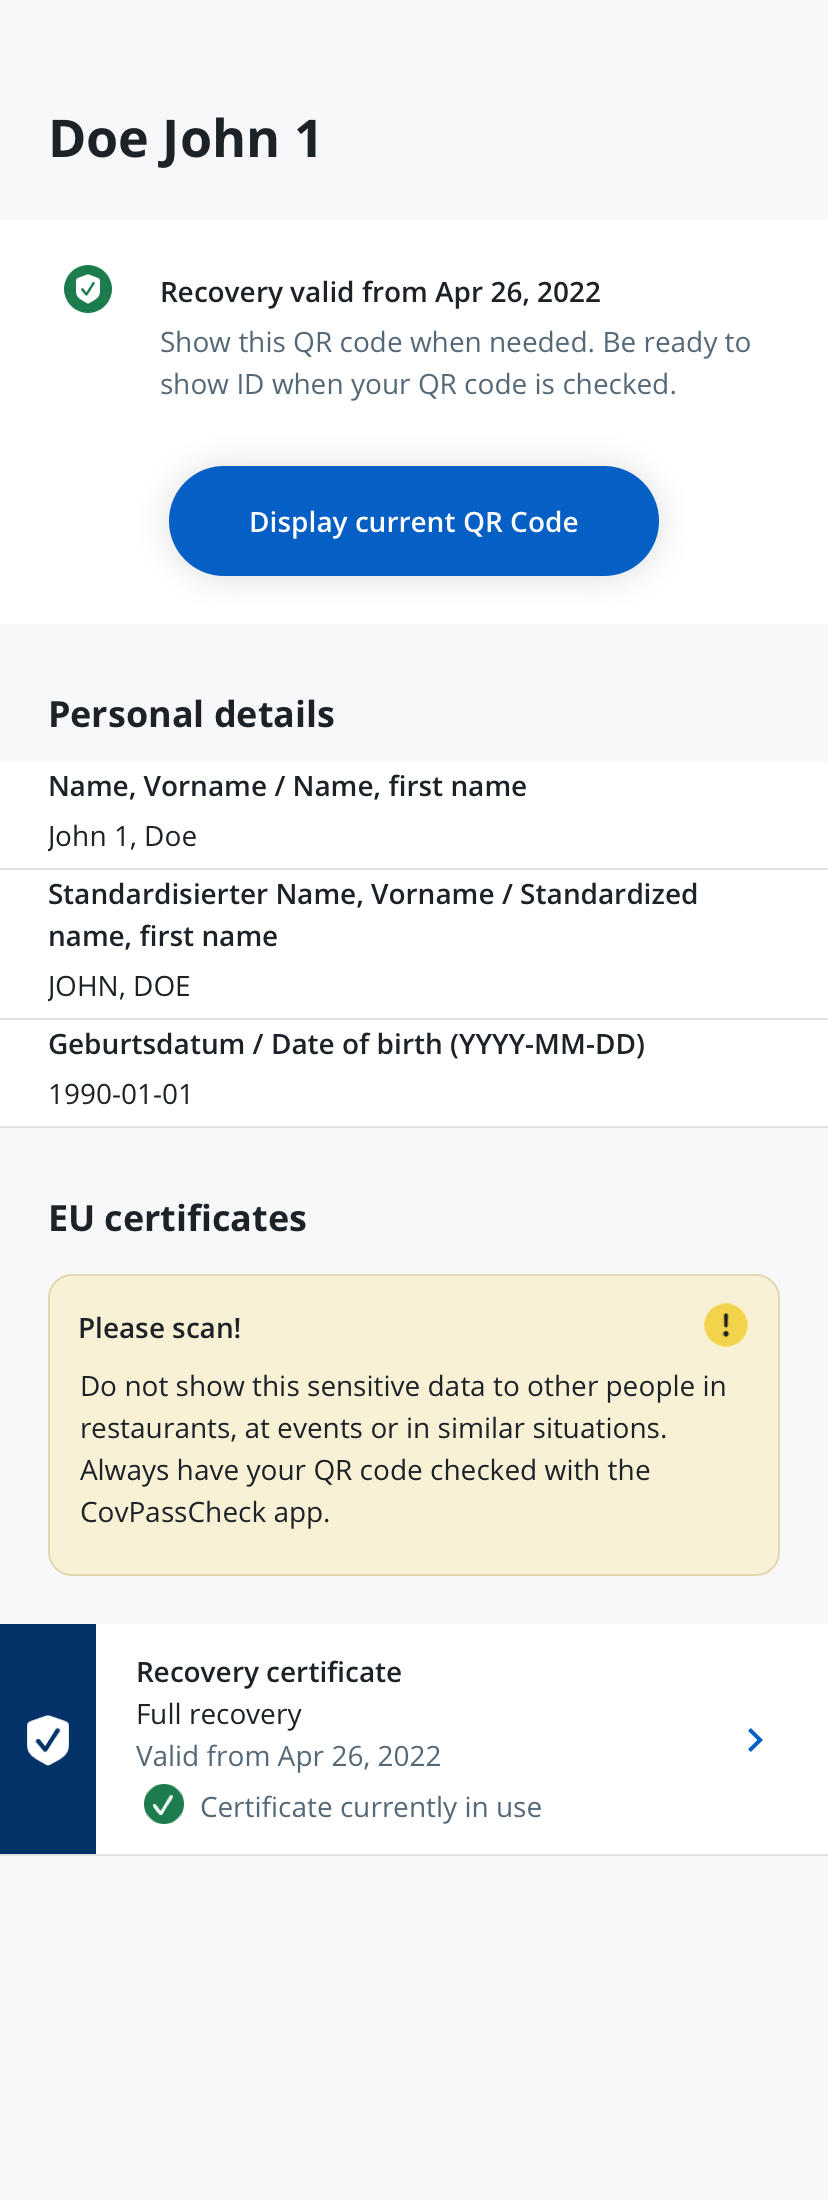 Doe John 1
Recovery valid from Apr 26, 2022
Show this QR code when needed. Be ready to
show ID when your QR code is checked.
Display current QR Code
Personal details
Name, Vorname / Name, first name
John 1, Doe
Standardisierter Name, Vorname / Standardized
name, first name
JOHN, DOE
Geburtsdatum / Date of birth (YYYY-MM-DD)
1990-01-01
EU certificates
Please scan!
Do not show this sensitive data to other people in
restaurants, at events or in similar situations.
Always have your QR code checked with the
CovPassCheck app.
Recovery certificate
Full recovery
Valid from Apr 26, 2022
Certificate currently in use